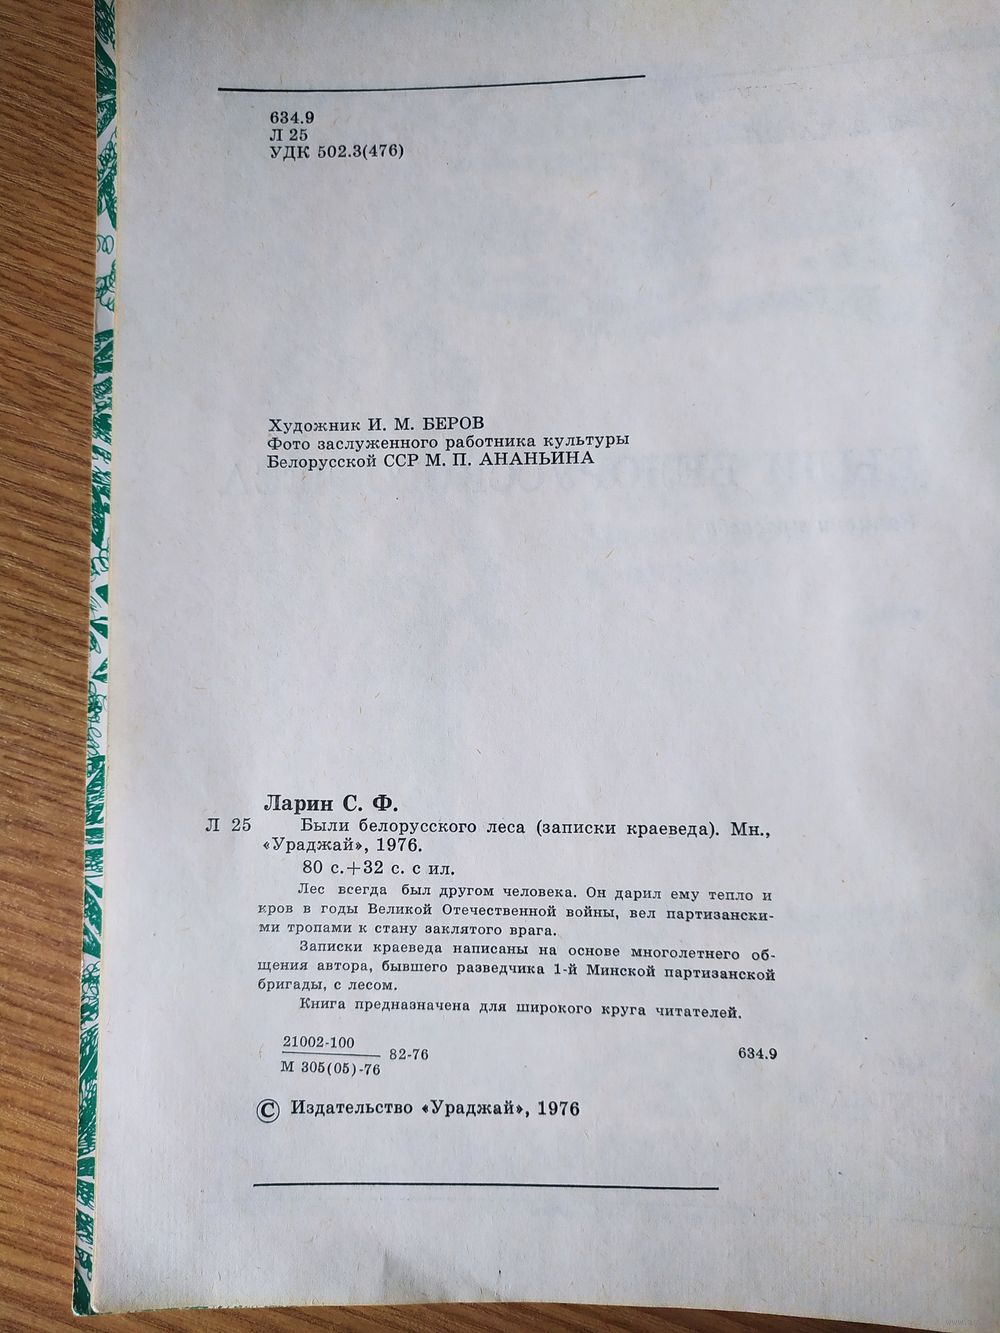 634.9
Л 25
УДК 502.3(476)
Художник И. М. БЕРОВ
Фото заслуженного работника культуры
Белорусской ССР М. П. АНАНЬИНА
Ларин С. Ф.
Л 25 Были белорусского леса (записки краеведа). Мн.,
«Ураджай», 1976.
80 с.+32 с. с ил.
Лес всегда был другом человека. Он дарил ему тепло и
кров в годы Великой Отечественной войны, вел партизански-
ми тропами к стану заклятого врага.
Записки краеведа написаны на основе многолетнего об-
щения автора, бывшего разведчика 1-й Минской партизанской
бригады, с лесом.
Книга предназначена для широкого круга читателей.
21002-100
М 305(05)-76 82-76 634.9
© Издательство «Ураджай», 1976